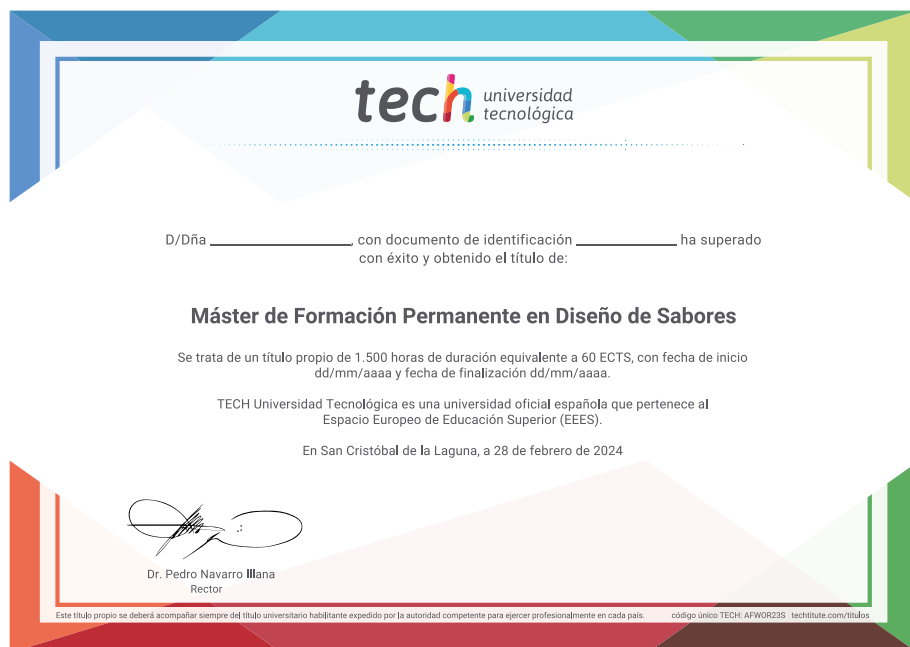 tech universidad
tecnológica
D/Dña ____________________, con documento de identificación ______________ ha superado
con éxito y obtenido el título de:
Máster de Formación Permanente en Diseño de Sabores
Se trata de un título propio de 1.500 horas de duración equivalente a 60 ECTS, con fecha de inicio
dd/mm/aaaa y fecha de finalización dd/mm/aaaa.
TECH Universidad Tecnológica es una universidad oficial española que pertenece al
Espacio Europeo de Educación Superior (EEES).
En San Cristóbal de la Laguna, a 28 de febrero de 2024
Dr. Pedro Navarro Illana
Rector
Este título propio se deberá acompañar siempre del título universitario habilitante expedido por la autoridad competente para ejercer profesionalmente en cada país. código único TECH: AFWOR23S techtitute.com/titulos